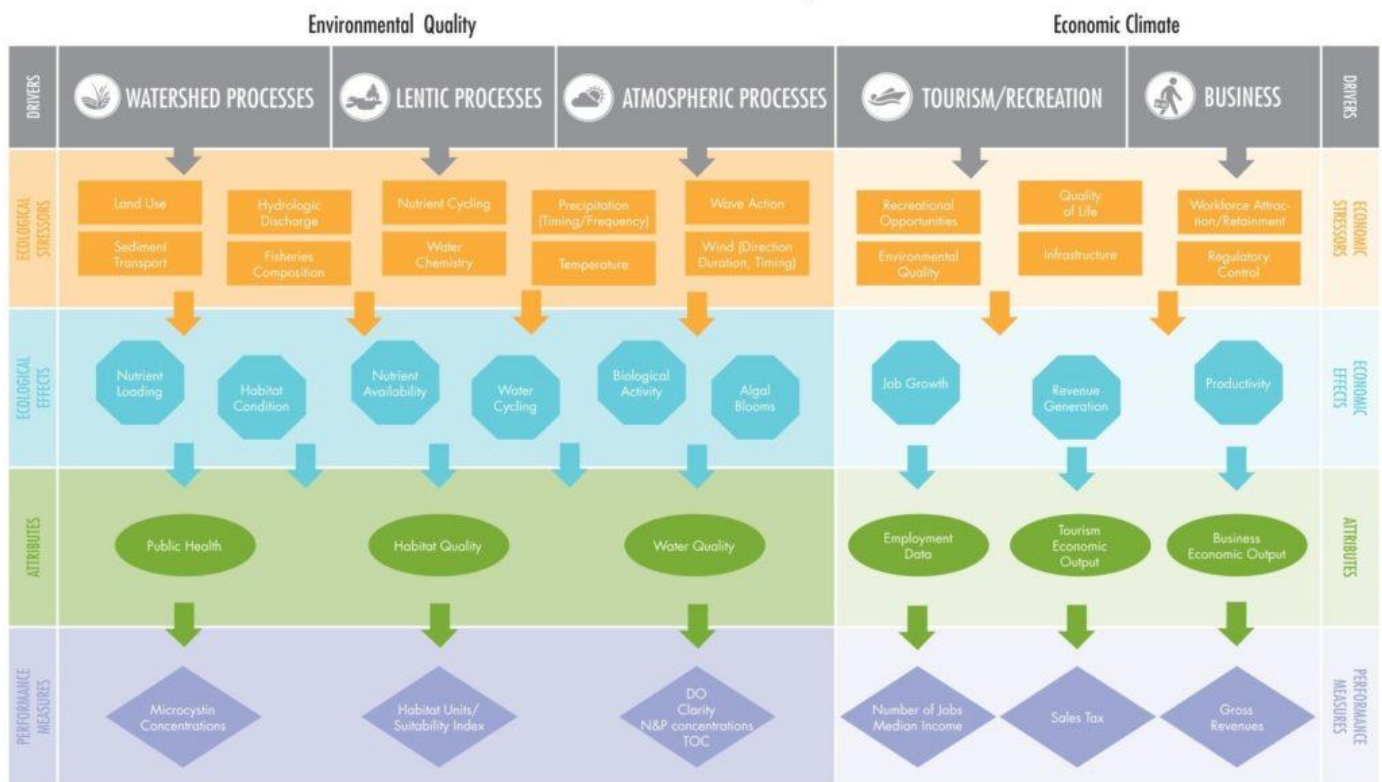 Environmental Quality
Economic Climate
DRIVERS
WATERSHED PROCESSES
LENTIC PROCESSES
ATMOSPHERIC PROCESSES
TOURISM/RECREATION
BUSINESS
DRIVERS
ECOLOGICAL
STRESSORS
Land Use
Sediment
Transport
Hydrologic
Discharge
Fisheries
Composition
Nutrient Cycling
Water
Chemistry
Precipitation
(Timing/Frequency)
Temperature
Wave Action
Wind (Direction
Duration, Timing)
Recreational
Opportunities
Environmental
Quality
Quality
of Life
Infrastructure
Workforce Attrac-
tion/Retainment
Regulatory
Control
ECONOMIC
STRESSORS
ECOLOGICAL
EFFECTS
Nutrient
Loading
Habitat
Condition
Nutrient
Availability
Water
Cycling
Biological
Activity
Algal
Blooms
Job Growth
Revenue
Generation
Productivity
ECONOMIC
EFFECTS
ATTRIBUTES
Public Health
Habitat Quality
Water Quality
Employment
Data
Tourism
Economic
Output
Business
Economic Output
ATTRIBUTES
PERFORMANCE
MEASURES
Microcystin
Concentrations
Habitat Units/
Suitability Index
DO
Clarity
N&P concentrations
TOC
Number of Jobs
Median Income
Sales Tax
Gross
Revenues
PERFORMANCE
MEASURES